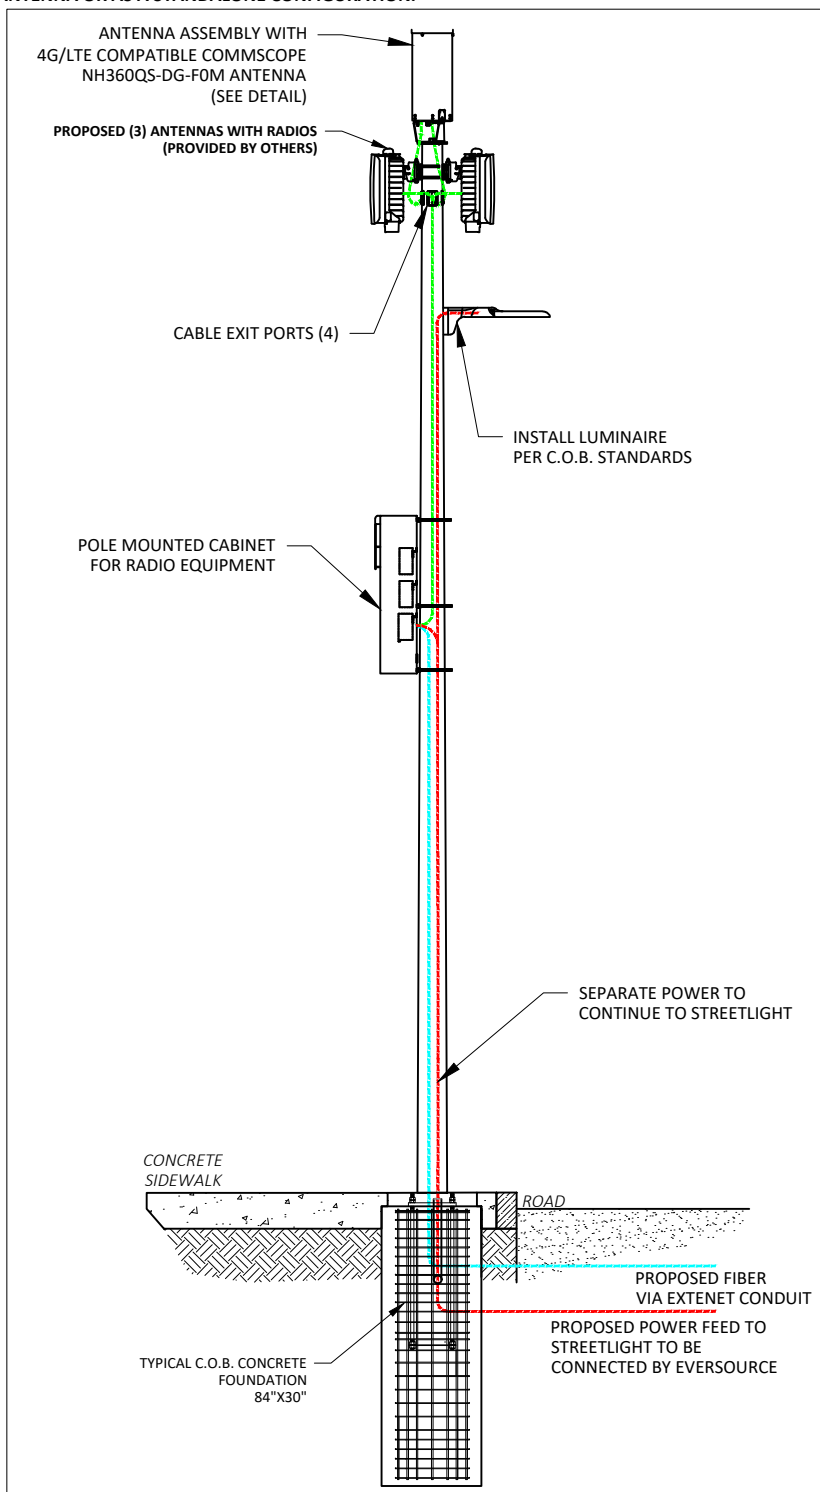 ANTENNA ASSEMBLY WITH
4G/LTE COMPATIBLE COMMSCOPE
NH360QS-DG-F0M ANTENNA
(SEE DETAIL)
PROPOSED (3) ANTENNAS WITH RADIOS
(PROVIDED BY OTHERS)
CABLE EXIT PORTS (4)
INSTALL LUMINAIRE
PER C.O.B. STANDARDS
POLE MOUNTED CABINET
FOR RADIO EQUIPMENT
SEPARATE POWER TO
CONTINUE TO STREETLIGHT
CONCRETE
SIDEWALK
ROAD
PROPOSED FIBER
VIA EXTENET CONDUIT
PROPOSED POWER FEED TO
STREETLIGHT TO BE
CONNECTED BY EVERSOURCE
TYPICAL C.O.B. CONCRETE
FOUNDATION
84"X30"